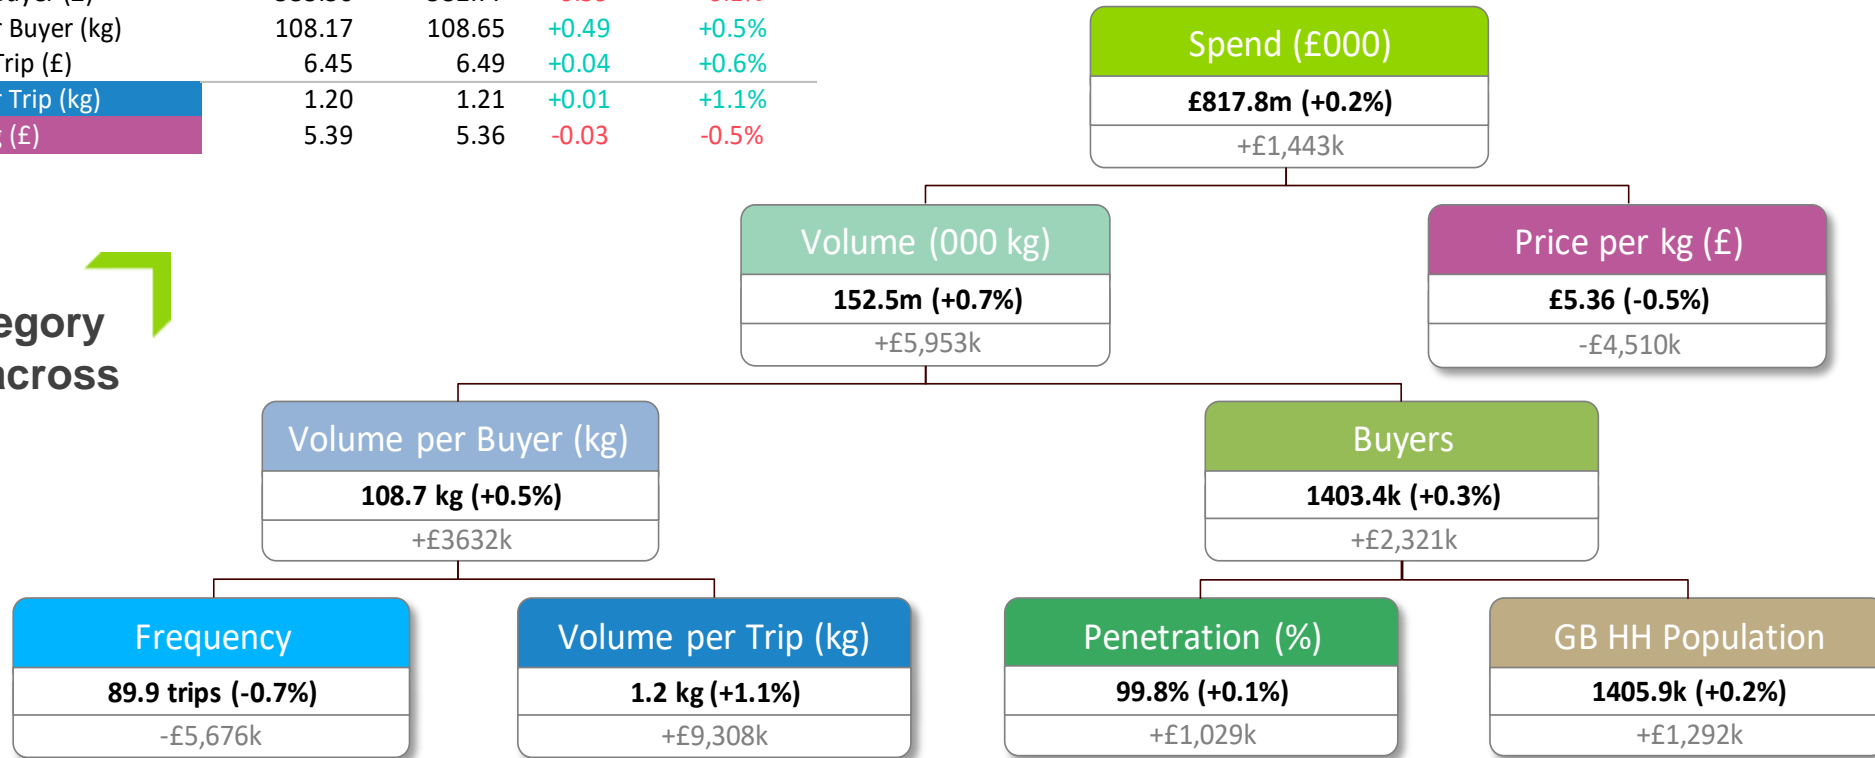 r Buyer (kg) 108.17 108.65 +0.49 +0.5%
Trip (£) 6.45 6.49 +0.04 +0.6%
r Trip (kg) 1.20 1.21 +0.01 +1.1%
(£) 5.39 5.36 -0.03 -0.5%
Spend (£000)
£817.8m (+0.2%)
+£1,443k
Volume (000 kg)
152.5m (+0.7%)
+£5,953k
Price per kg (£)
£5.36 (-0.5%)
-£4,510k
egory
across
Volume per Buyer (kg)
108.7 kg (+0.5%)
+£3632k
Buyers
1403.4k (+0.3%)
+£2,321k
Frequency
89.9 trips (-0.7%)
-£5,676k
Volume per Trip (kg)
1.2 kg (+1.1%)
+£9,308k
Penetration (%)
99.8% (+0.1%)
+£1,029k
GB HH Population
1405.9k (+0.2%)
+£1,292k